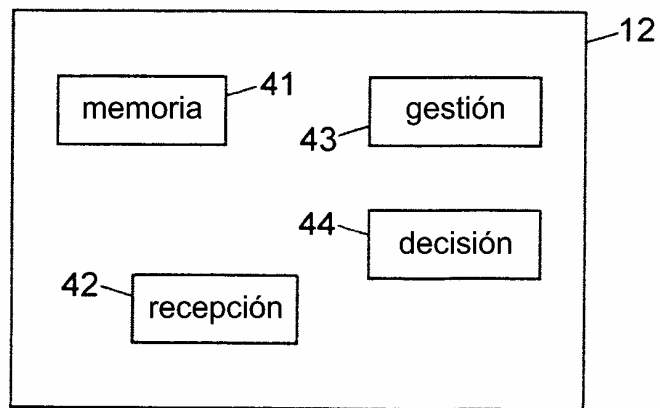 12
memoria
41
gestión
43
44
decisión
42
recepción